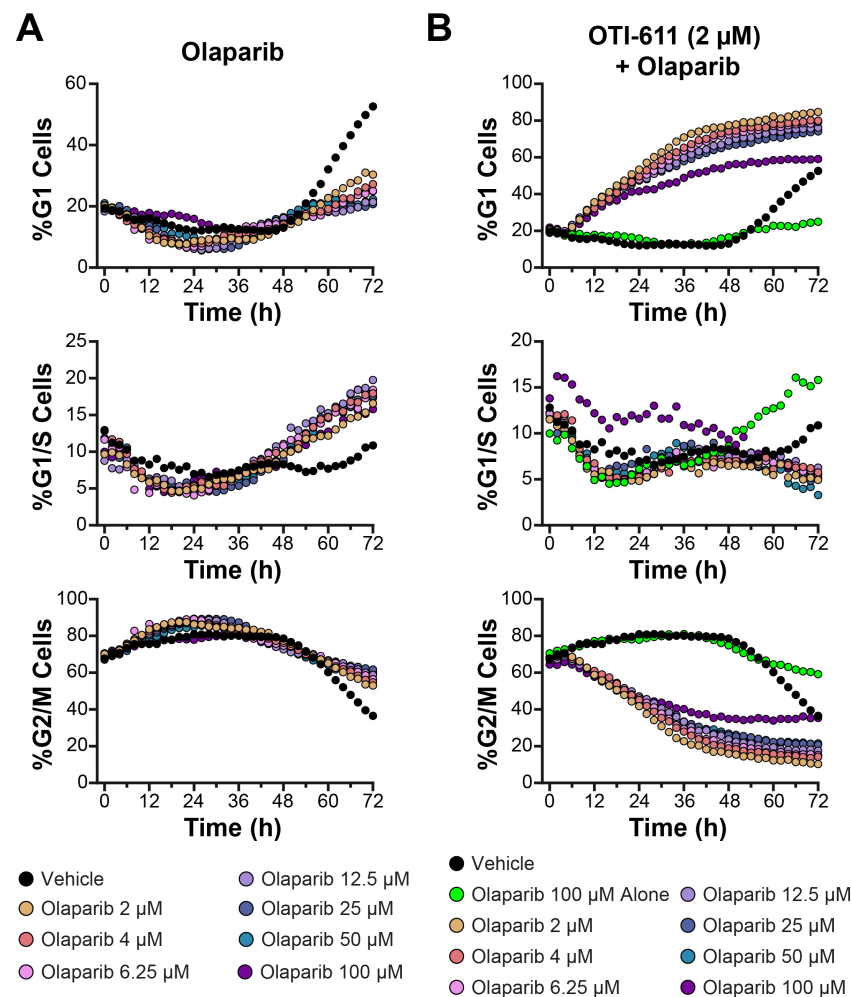 A
B
Olaparib
OTI-611 (2 µM)
+ Olaparib
%G1 Cells
60
40
20
0
0 12 24 36 48 60 72
Time (h)
%G1 Cells
100
80
60
40
20
0
0 12 24 36 48 60 72
Time (h)
%G1/S Cells
25
20
15
10
5
0
0 12 24 36 48 60 72
Time (h)
%G1/S Cells
20
15
10
5
0
0 12 24 36 48 60 72
Time (h)
%G2/M Cells
100
80
60
40
20
0
0 12 24 36 48 60 72
Time (h)
%G2/M Cells
100
80
60
40
20
0
0 12 24 36 48 60 72
Time (h)
Vehicle
Olaparib 2 µM
Olaparib 4 µM
Olaparib 6.25 µM
Olaparib 12.5 µM
Olaparib 25 µM
Olaparib 50 µM
Olaparib 100 µM
Vehicle
Olaparib 100 µM Alone
Olaparib 2 µM
Olaparib 4 µM
Olaparib 6.25 µM
Olaparib 12.5 µM
Olaparib 25 µM
Olaparib 50 µM
Olaparib 100 µM